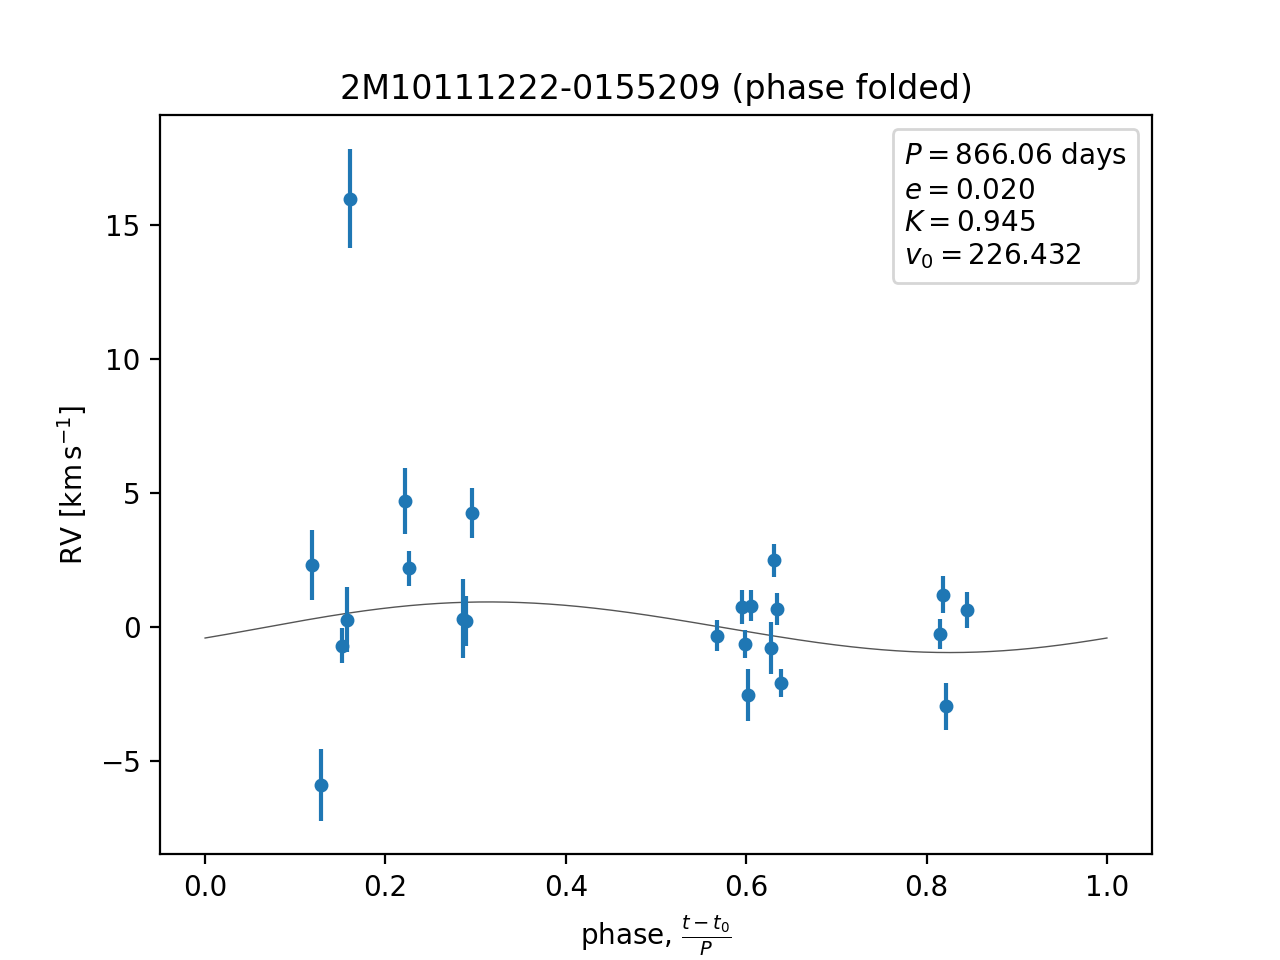 2M10111222-0155209 (phase folded)
P = 866.06 days
e = 0.020
K = 0.945
v₀ = 226.432
15
10
5
0
−5
RV [km s⁻¹]
0.0 0.2 0.4 0.6 0.8 1.0
phase, (t − t₀)/P